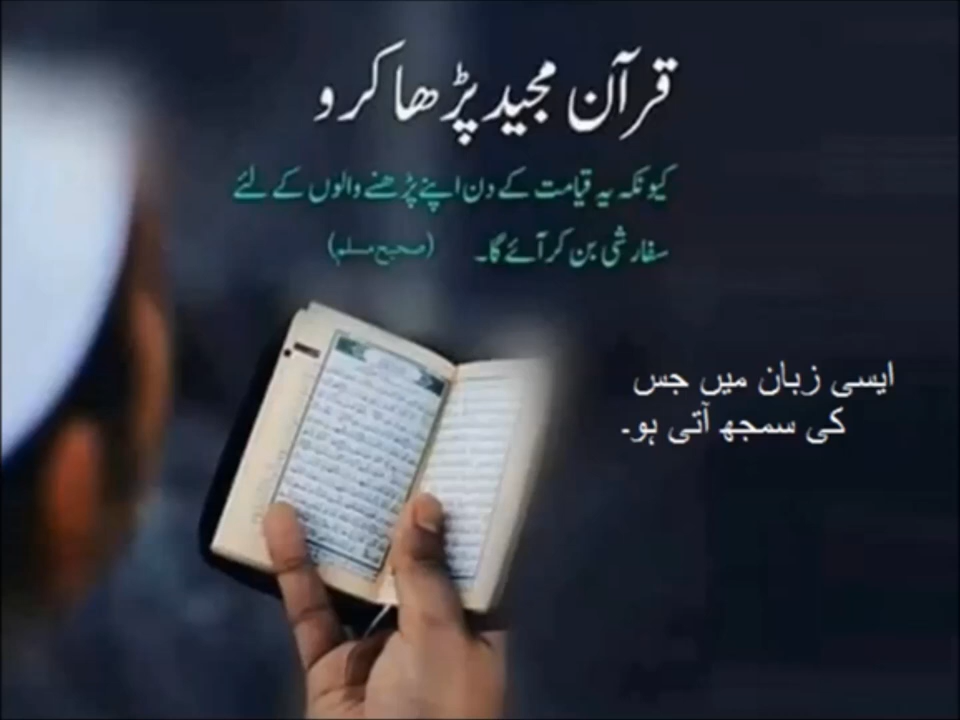 قرآن مجید پڑھا کرو
کیونکہ یہ قیامت کے دن اپنے پڑھنے والوں کے لئے
سفارشی بن کر آئے گا۔ (صحیح مسلم)
ایسی زبان میں جس
کی سمجھ آتی ہو۔